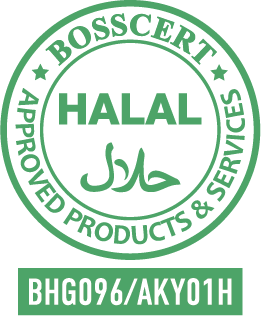 BOSSCERT
HALAL
حلال
APPROVED PRODUCTS & SERVICES
BHG096/AKY01H